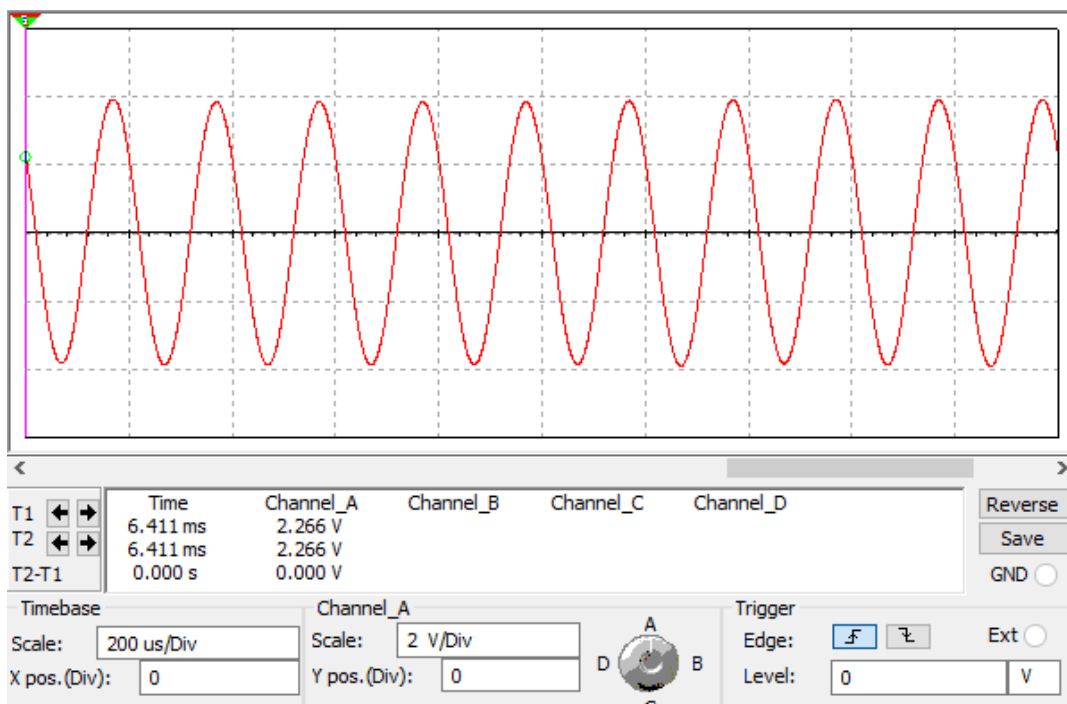 Time Channel_A Channel_B Channel_C Channel_D
T1 6.411 ms 2.266 V
T2 6.411 ms 2.266 V
T2-T1 0.000 s 0.000 V
Reverse
Save
GND
Timebase
Scale: 200 us/Div
X pos.(Div): 0
Channel_A
Scale: 2 V/Div
Y pos.(Div): 0
A
D B
Trigger
Edge: Ext
Level: 0 V